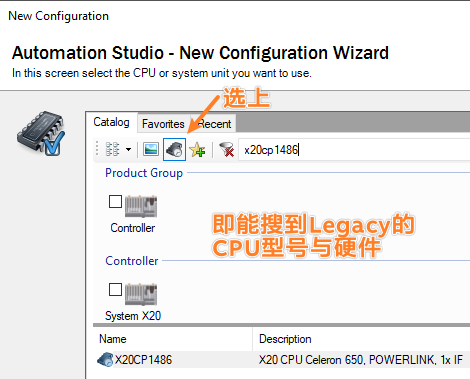 New Configuration
Automation Studio - New Configuration Wizard
In this screen select the CPU or system unit you want to use.
选上
Catalog
Favorites
Recent
x20cp1486
Product Group
Controller
即能搜到Legacy的
CPU型号与硬件
Controller
System X20
Name
Description
X20CP1486
X20 CPU Celeron 650, POWERLINK, 1x IF